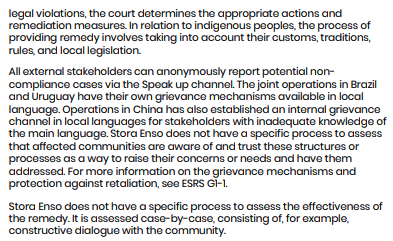 legal violations, the court determines the appropriate actions and
remediation measures. In relation to indigenous peoples, the process of
providing remedy involves taking into account their customs, traditions,
rules, and local legislation.
All external stakeholders can anonymously report potential non-
compliance cases via the Speak up channel. The joint operations in Brazil
and Uruguay have their own grievance mechanisms available in local
language. Operations in China has also established an internal grievance
channel in local languages for stakeholders with inadequate knowledge of
the main language. Stora Enso does not have a specific process to assess
that affected communities are aware of and trust these structures or
processes as a way to raise their concerns or needs and have them
addressed. For more information on the grievance mechanisms and
protection against retaliation, see ESRS G1-1.
Stora Enso does not have a specific process to assess the effectiveness of
the remedy. It is assessed case-by-case, consisting of, for example,
constructive dialogue with the community.